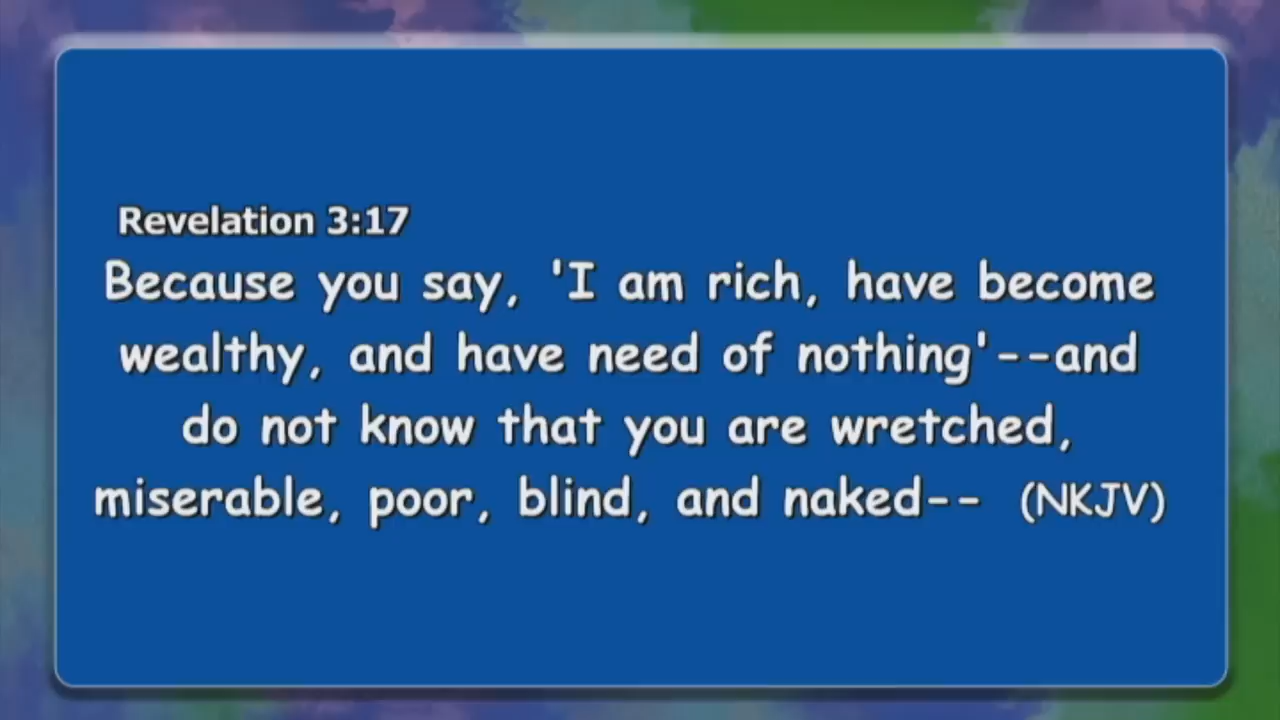 Revelation 3:17
Because you say, 'I am rich, have become
wealthy, and have need of nothing'--and
do not know that you are wretched,
miserable, poor, blind, and naked-- (NKJV)